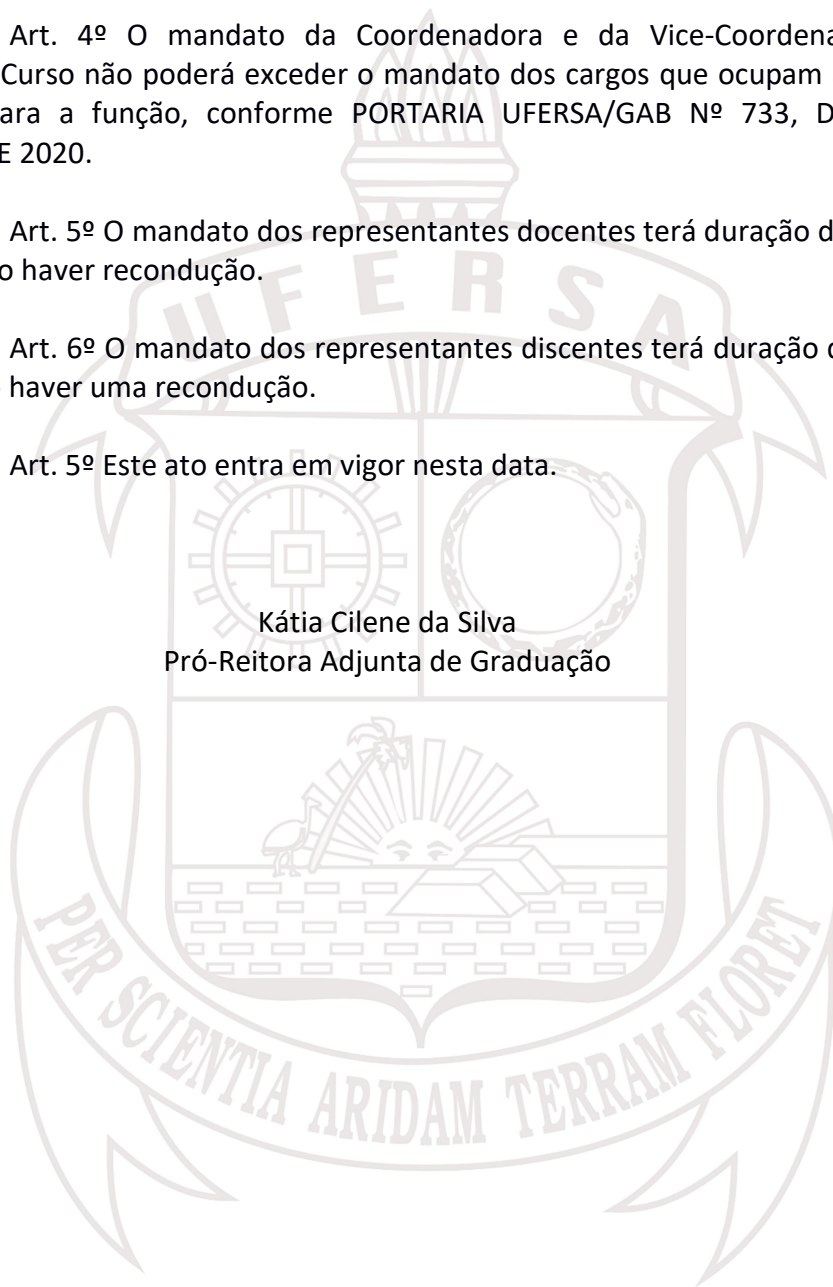 Art. 4º O mandato da Coordenadora e da Vice-Coordena
Curso não poderá exceder o mandato dos cargos que ocupam
ara a função, conforme PORTARIA UFERSA/GAB Nº 733, D
E 2020.
Art. 5º O mandato dos representantes docentes terá duração d
o haver recondução.
Art. 6º O mandato dos representantes discentes terá duração
haver uma recondução.
Art. 5º Este ato entra em vigor nesta data.
Kátia Cilene da Silva
Pró-Reitora Adjunta de Graduação
UFERSA
PER SCIENTIA ARIDAM TERRAM FLORET